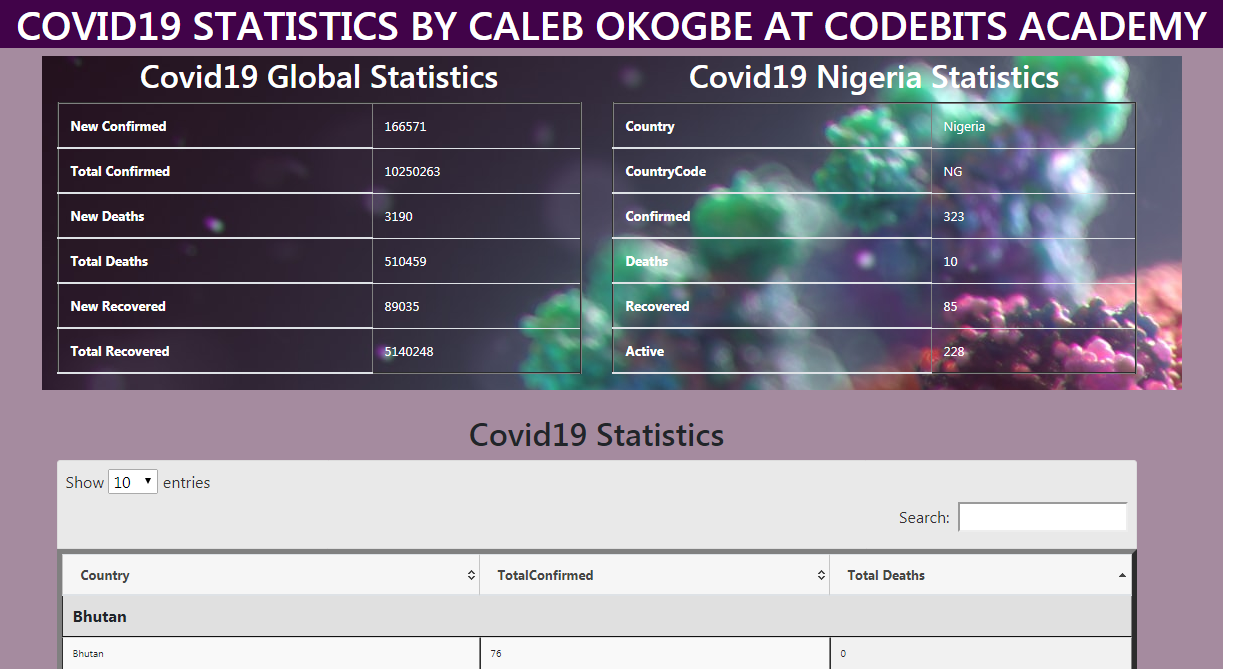 COVID19 STATISTICS BY CALEB OKOGBE AT CODEBITS ACADEMY
Covid19 Global Statistics
New Confirmed 166571
Total Confirmed 10250263
New Deaths 3190
Total Deaths 510459
New Recovered 89035
Total Recovered 5140248
Covid19 Nigeria Statistics
Country Nigeria
CountryCode NG
Confirmed 323
Deaths 10
Recovered 85
Active 228
Covid19 Statistics
Show 10 entries
Search:
Country TotalConfirmed Total Deaths
Bhutan
Bhutan 76 0